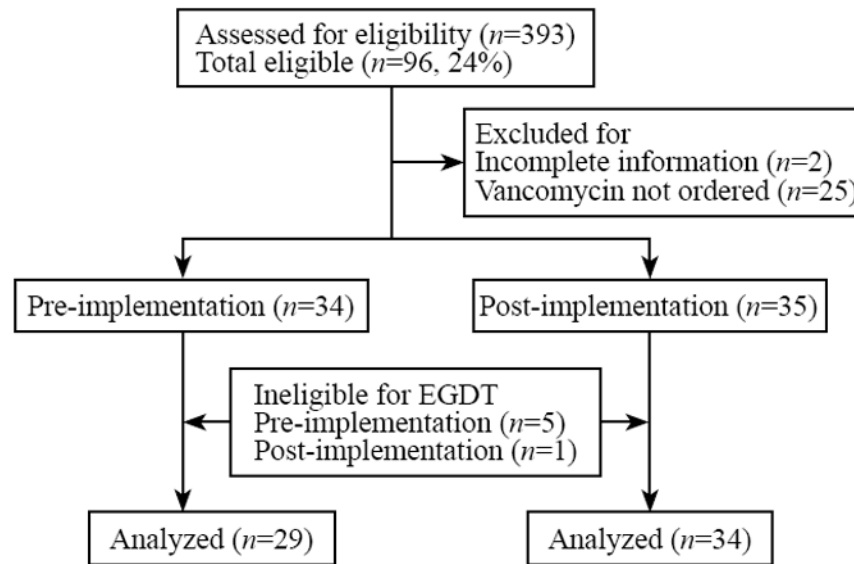 Assessed for eligibility (n=393)
Total eligible (n=96, 24%)
Excluded for
Incomplete information (n=2)
Vancomycin not ordered (n=25)
Pre-implementation (n=34)
Post-implementation (n=35)
Ineligible for EGDT
Pre-implementation (n=5)
Post-implementation (n=1)
Analyzed (n=29)
Analyzed (n=34)